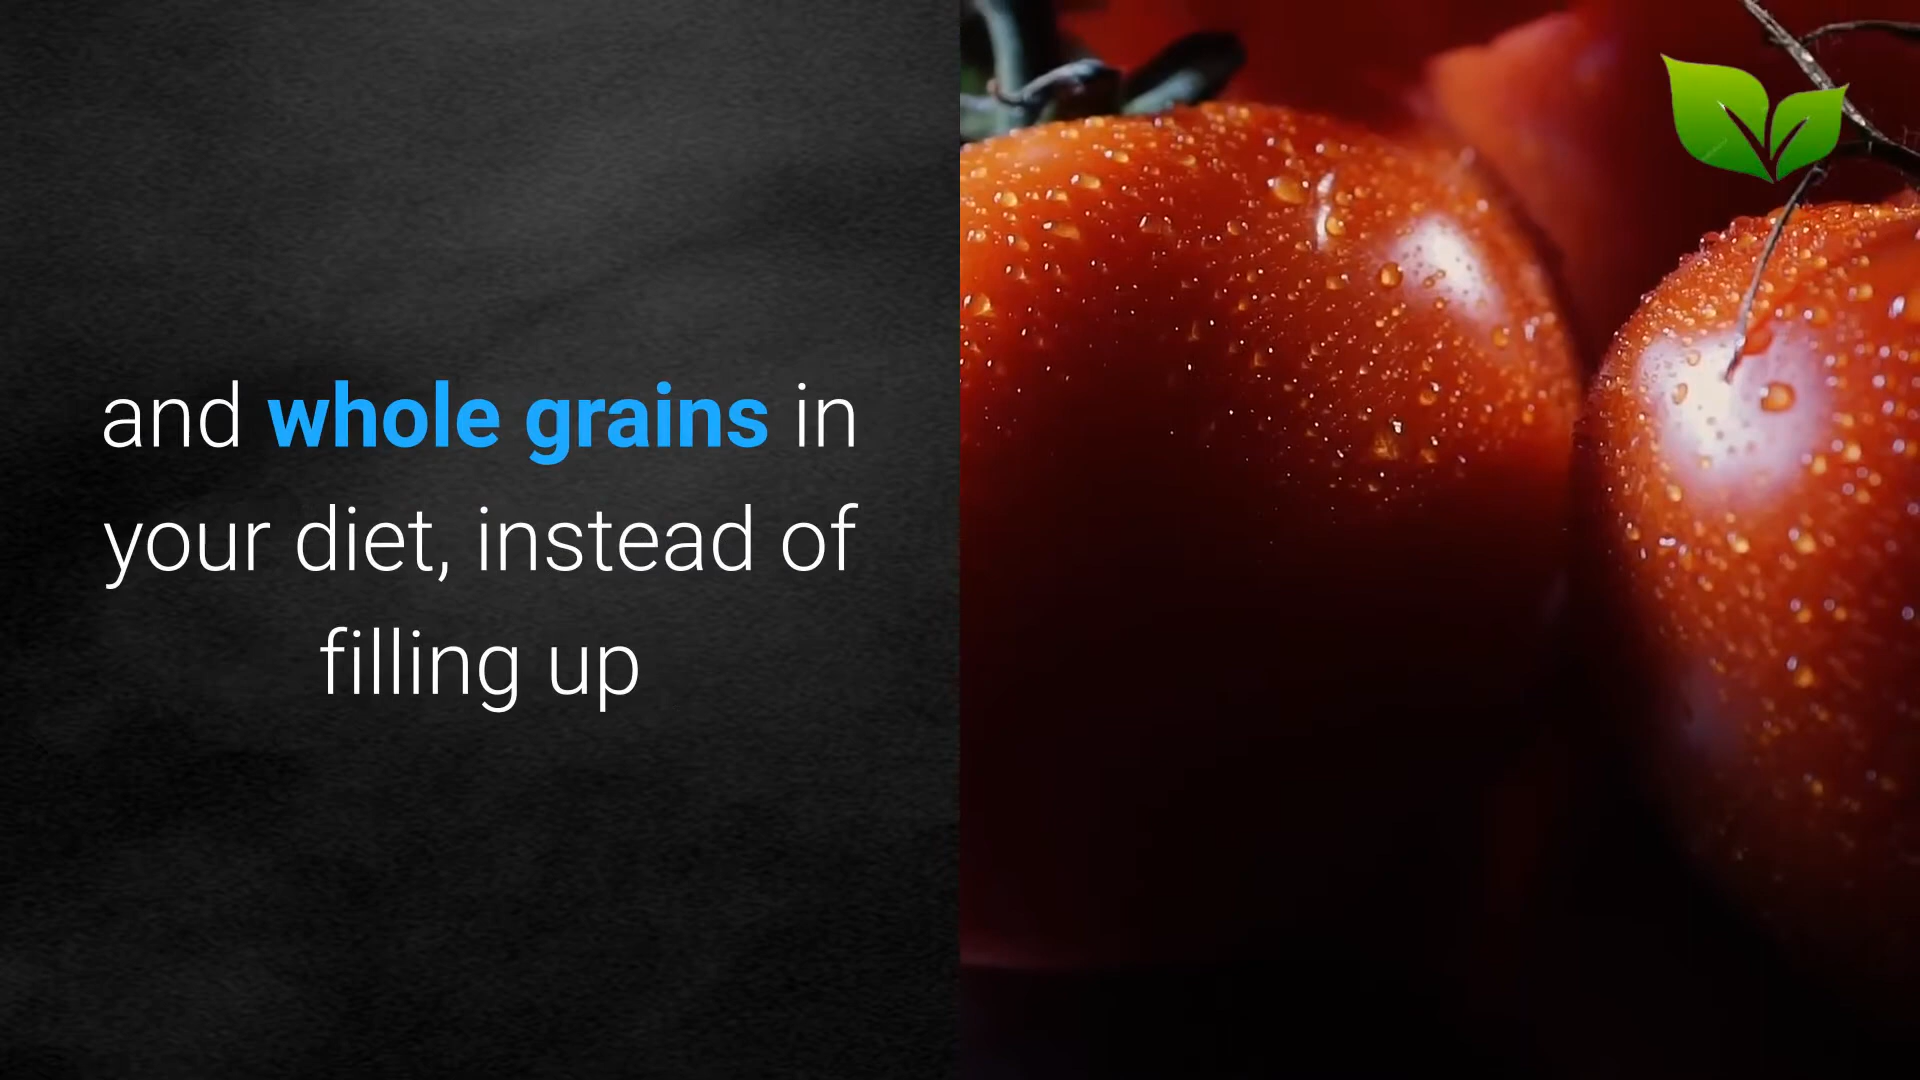 and whole grains in
your diet, instead of
filling up